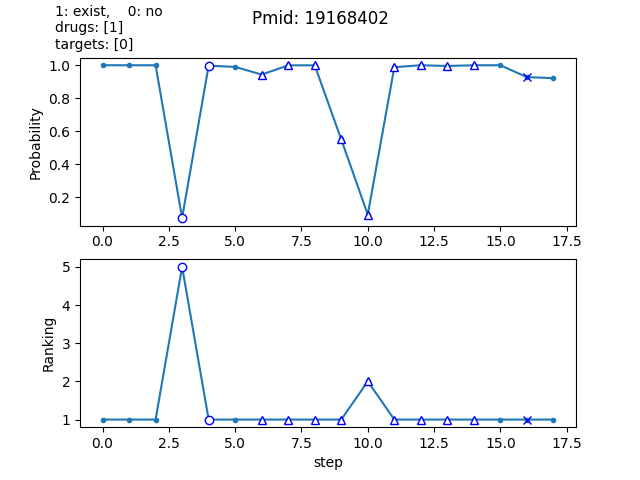 1: exist,    0: no
Pmid: 19168402
drugs: [1]
targets: [0]
1.0
0.8
0.6
0.4
0.2
Probability
0.0 2.5 5.0 7.5 10.0 12.5 15.0 17.5
5
4
3
2
1
Ranking
0.0 2.5 5.0 7.5 10.0 12.5 15.0 17.5
step